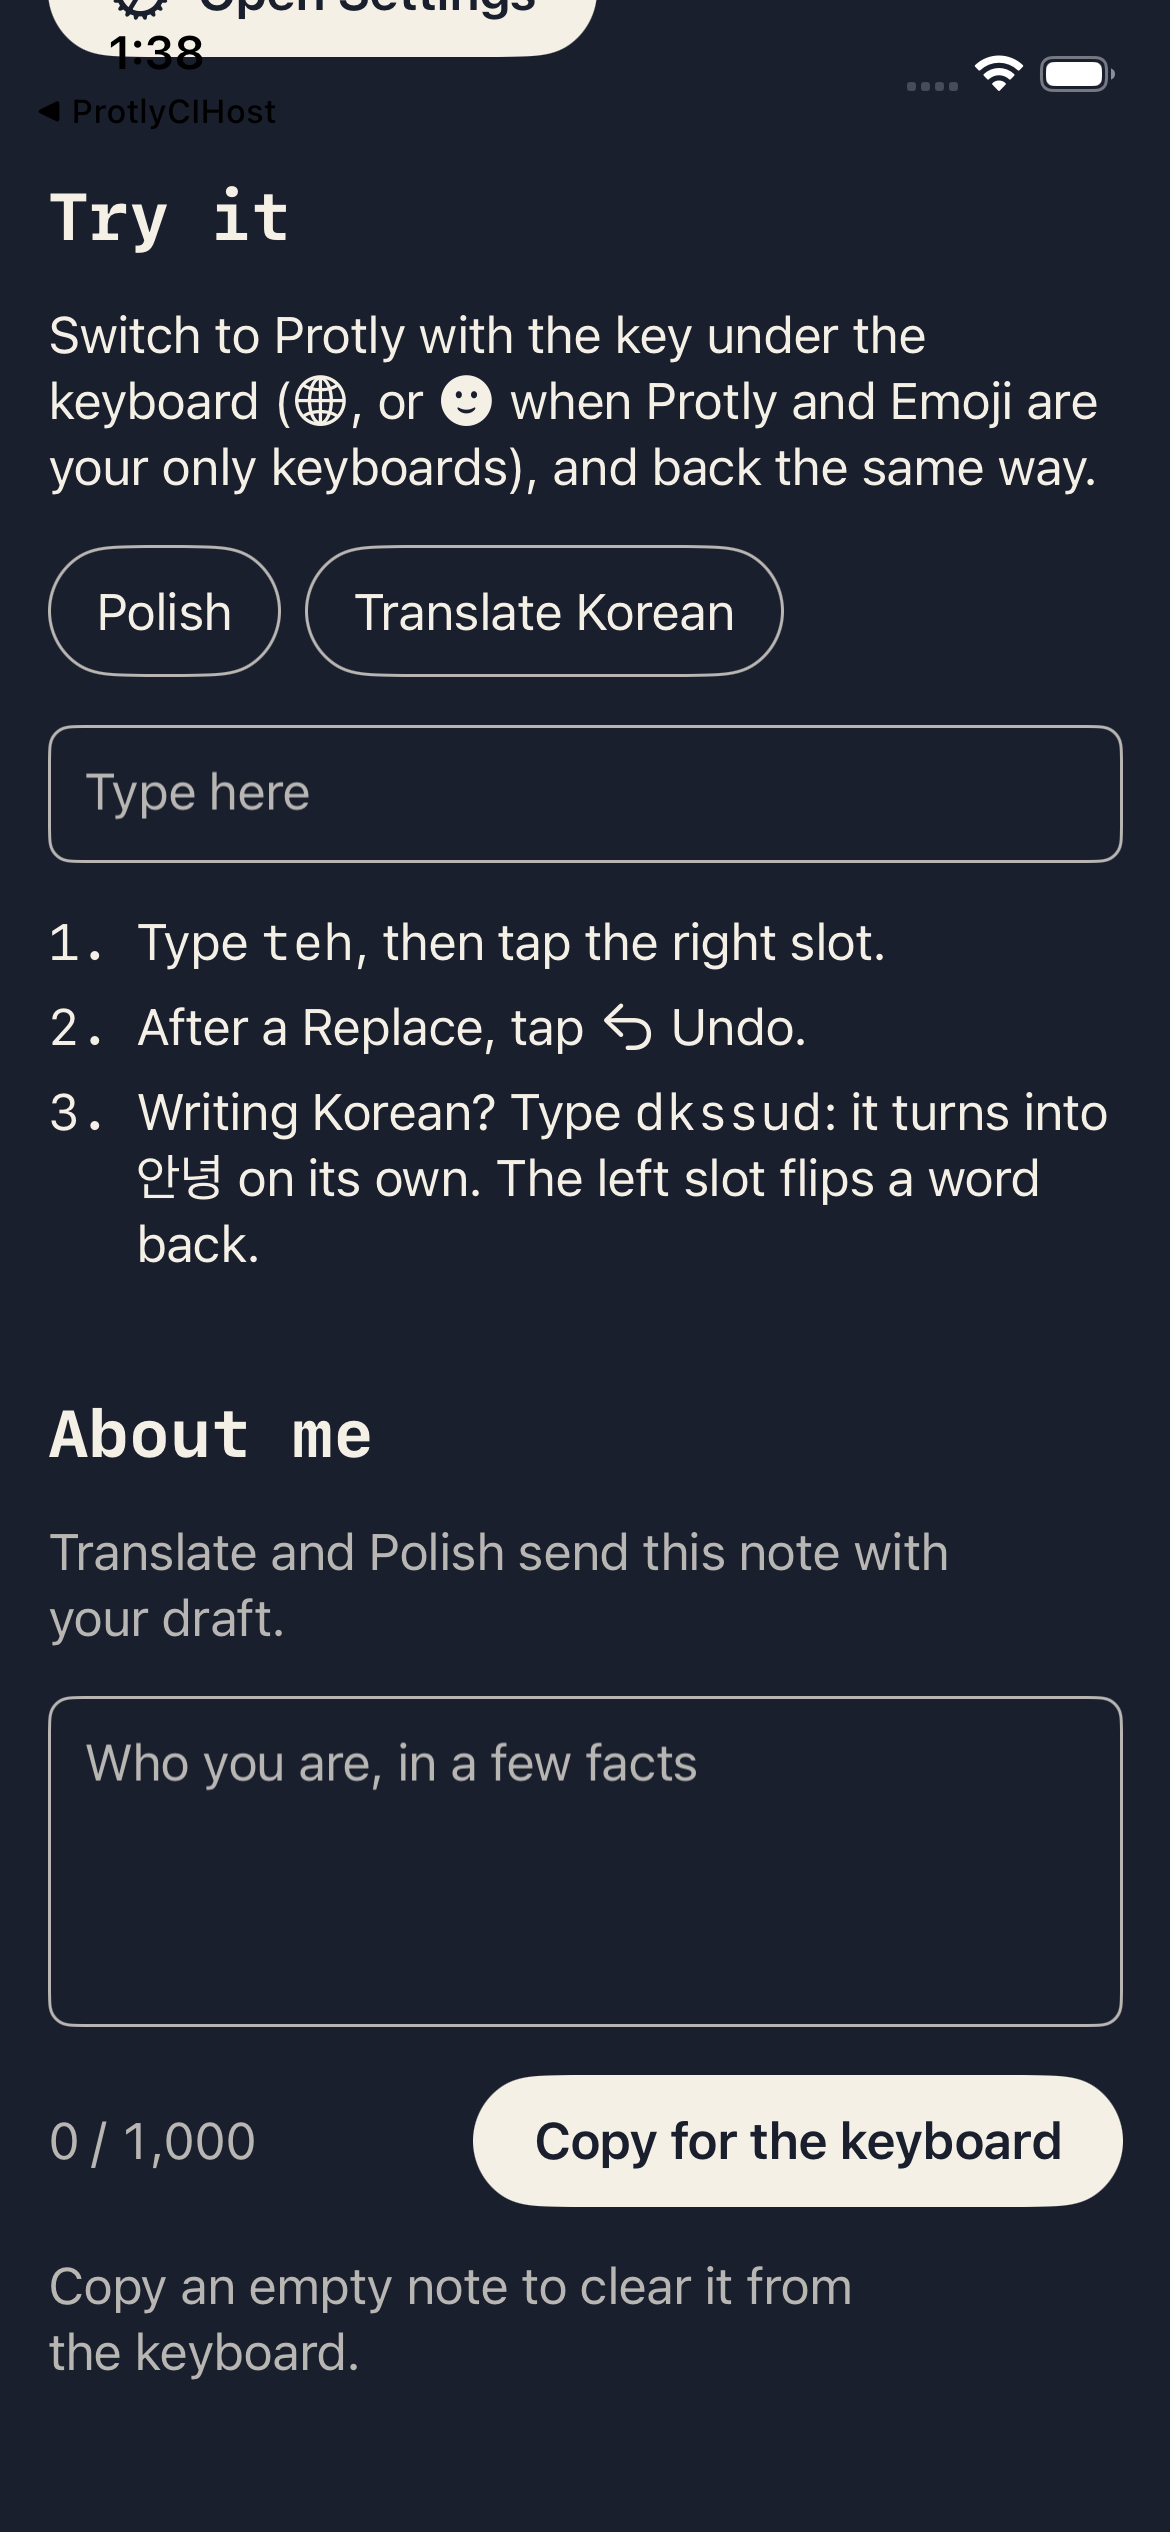 Open Settings
1:38
◀ ProtlyCIHost
Try it
Switch to Protly with the key under the
keyboard (🌐, or 🙂 when Protly and Emoji are
your only keyboards), and back the same way.
Polish
Translate Korean
Type here
1. Type teh, then tap the right slot.
2. After a Replace, tap ↩ Undo.
3. Writing Korean? Type dkssud: it turns into
안녕 on its own. The left slot flips a word
back.
About me
Translate and Polish send this note with
your draft.
Who you are, in a few facts
0 / 1,000
Copy for the keyboard
Copy an empty note to clear it from
the keyboard.